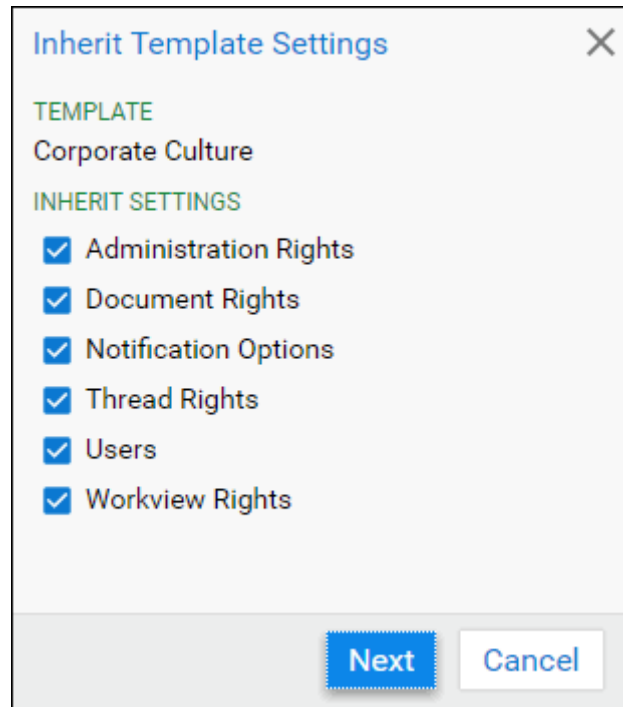 Inherit Template Settings
TEMPLATE
Corporate Culture
INHERIT SETTINGS
Administration Rights
Document Rights
Notification Options
Thread Rights
Users
Workview Rights
Next
Cancel